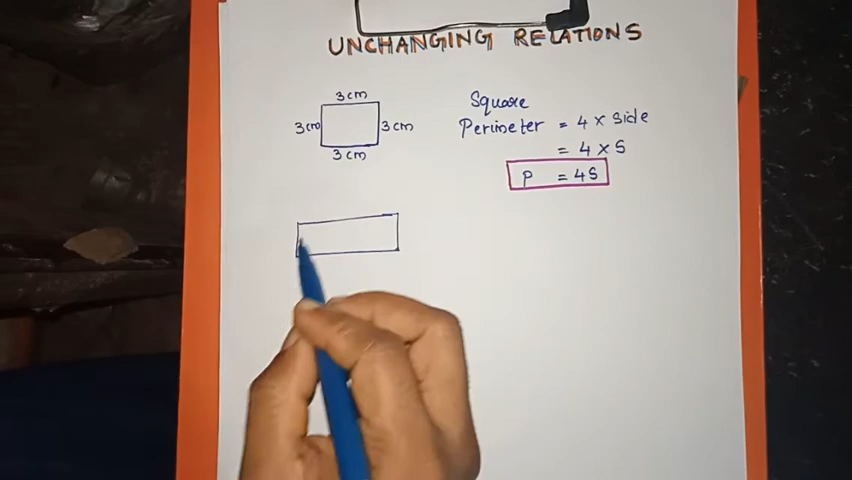 UNCHANGING RELATIONS
3 cm
3 cm
3 cm
3 cm
Square
Perimeter = 4 × side
= 4 × S
P = 4S